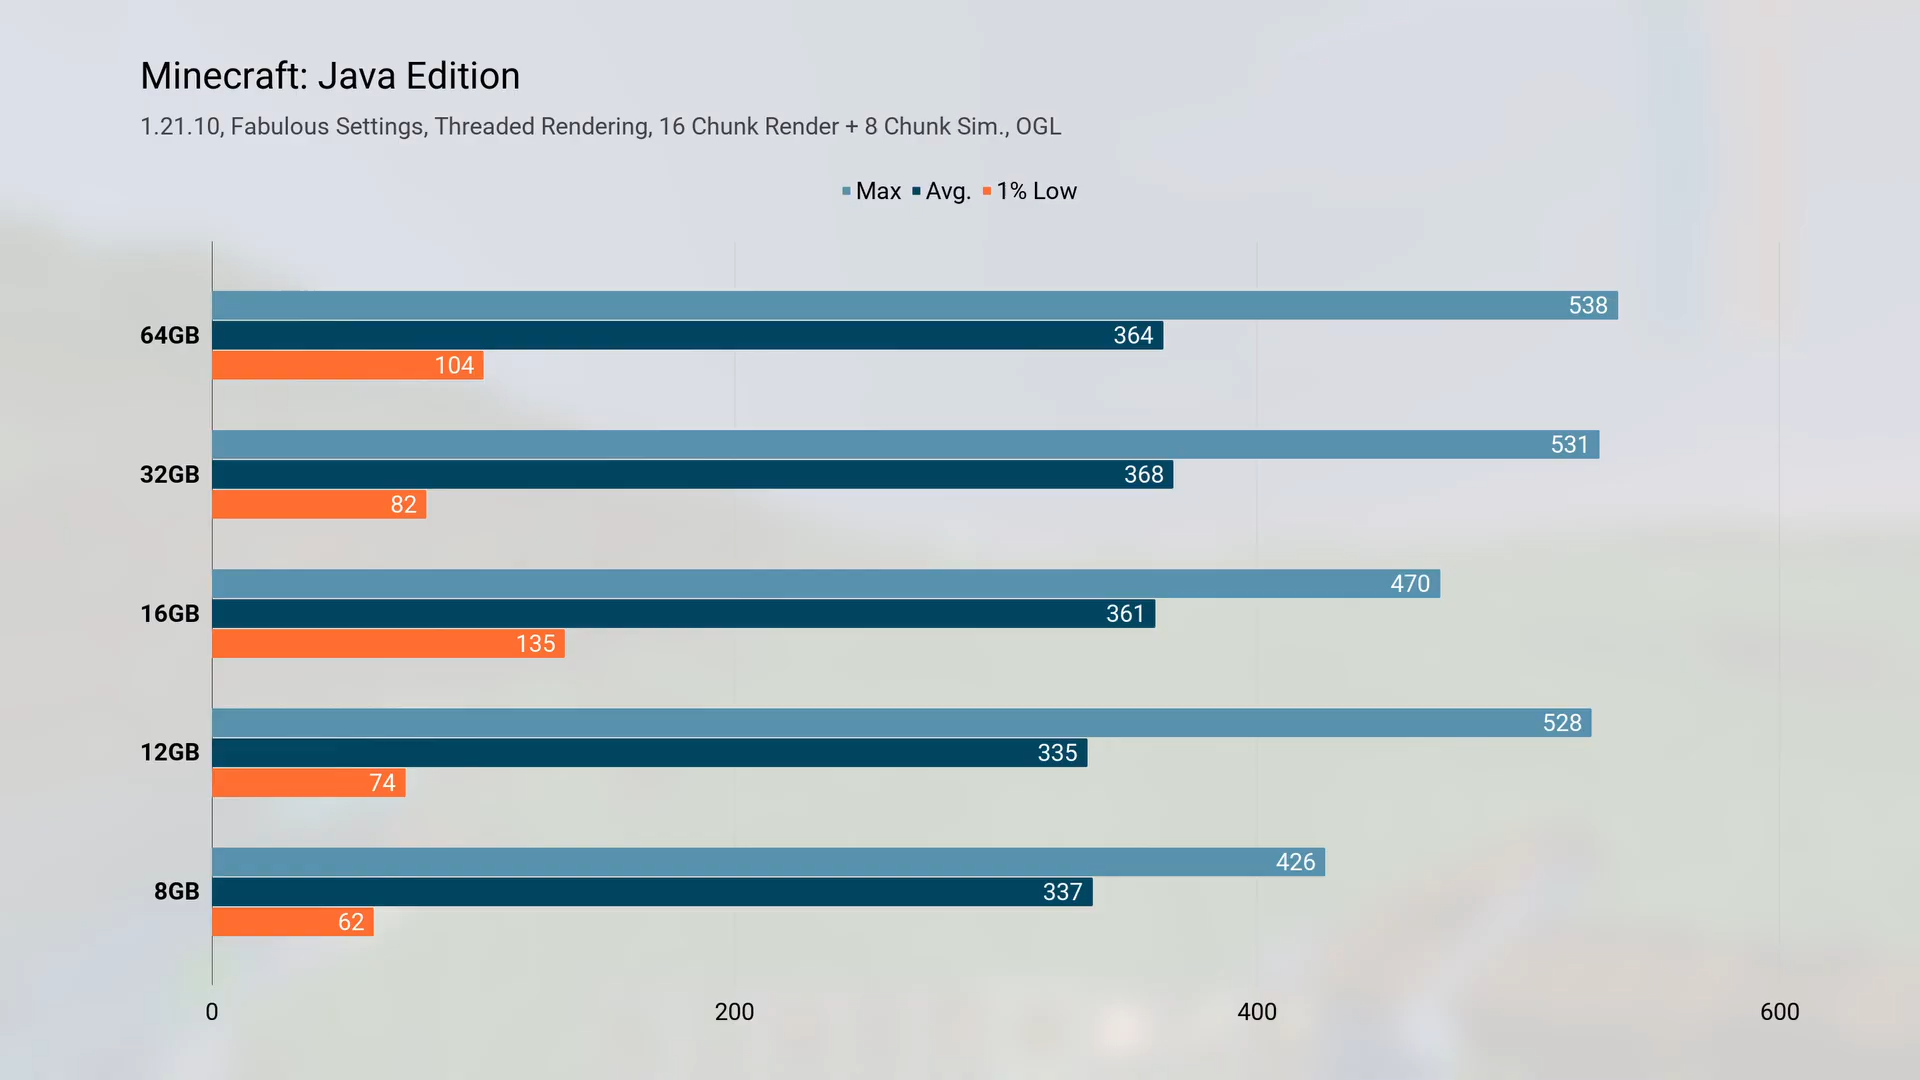 Minecraft: Java Edition
1.21.10, Fabulous Settings, Threaded Rendering, 16 Chunk Render + 8 Chunk Sim., OGL
Max Avg. 1% Low
538
64GB 364
104
531
32GB 368
82
470
16GB 361
135
528
12GB 335
74
426
8GB 337
62
0 200 400 600